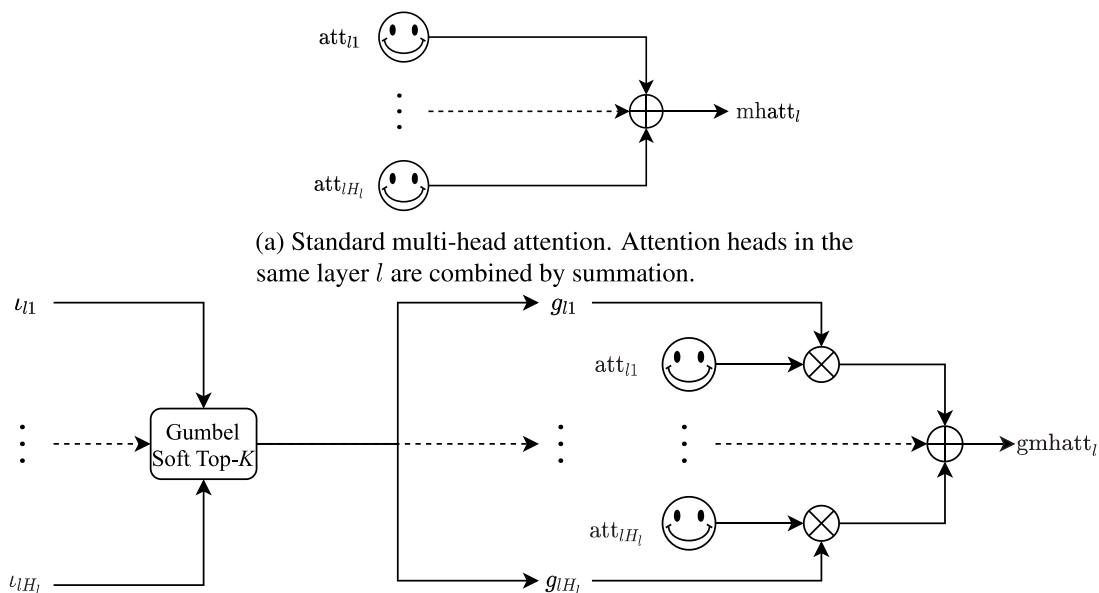 att_{l1}
⋮
mhatt_l
att_{lH_l}
(a) Standard multi-head attention. Attention heads in the
same layer l are combined by summation.
ι_{l1}
g_{l1}
att_{l1}
Gumbel
Soft Top-K
⋮
⋮
⋮
gmhatt_l
att_{lH_l}
ι_{lH_l}
g_{lH_l}